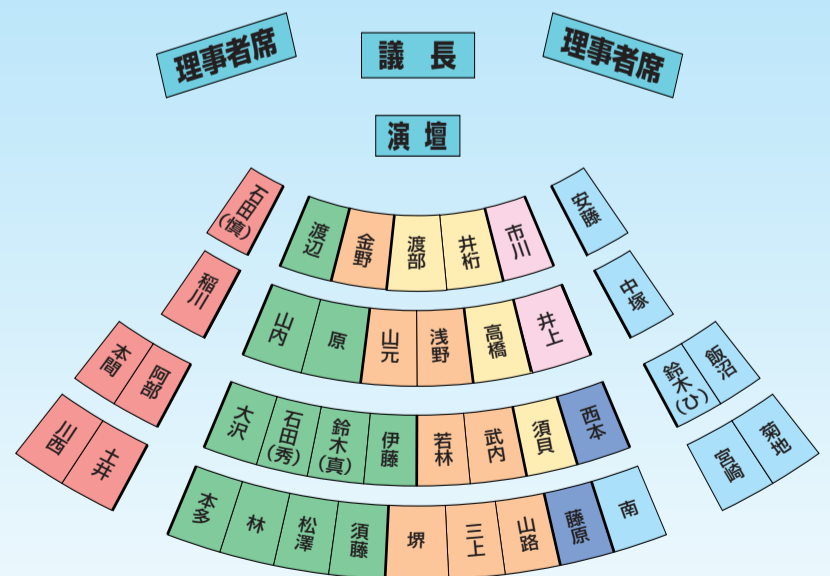 理事者席
議長
理事者席
演壇
石田(慎)
渡辺
金野
渡部
井桁
市川
安藤
稲川
山内
原
山元
浅野
高橋
井上
中塚
本間
阿部
大沢
石田(秀)
鈴木(真)
伊藤
若林
武内
須貝
西本
鈴木(ひ)
飯沼
川西
土井
本多
林
松澤
須藤
堺
三上
山路
藤原
南
宮崎
菊地